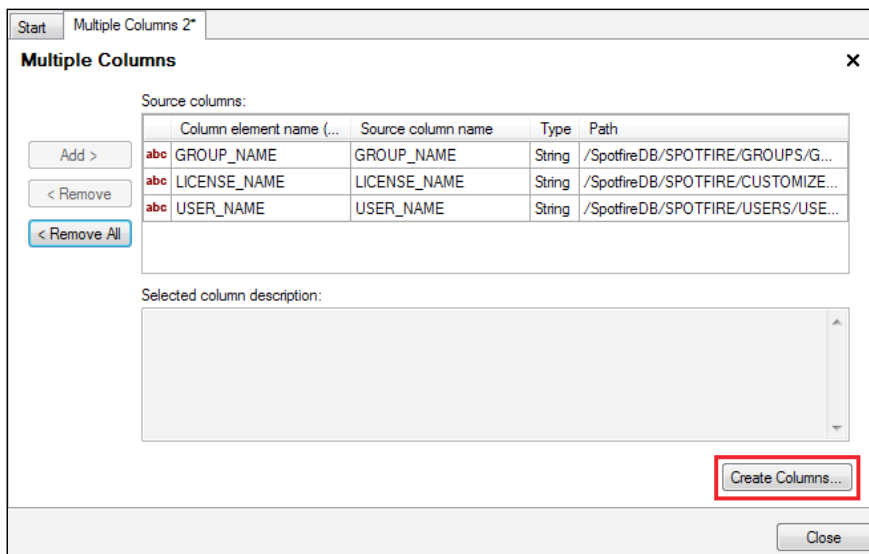 Start Multiple Columns 2*
Multiple Columns
Source columns:
Column element name (... Source column name Type Path
Add >
abc GROUP_NAME GROUP_NAME String /SpotfireDB/SPOTFIRE/GROUPS/G...
abc LICENSE_NAME LICENSE_NAME String /SpotfireDB/SPOTFIRE/CUSTOMIZE...
< Remove
abc USER_NAME USER_NAME String /SpotfireDB/SPOTFIRE/USERS/USE...
< Remove All
Selected column description:
Create Columns...
Close